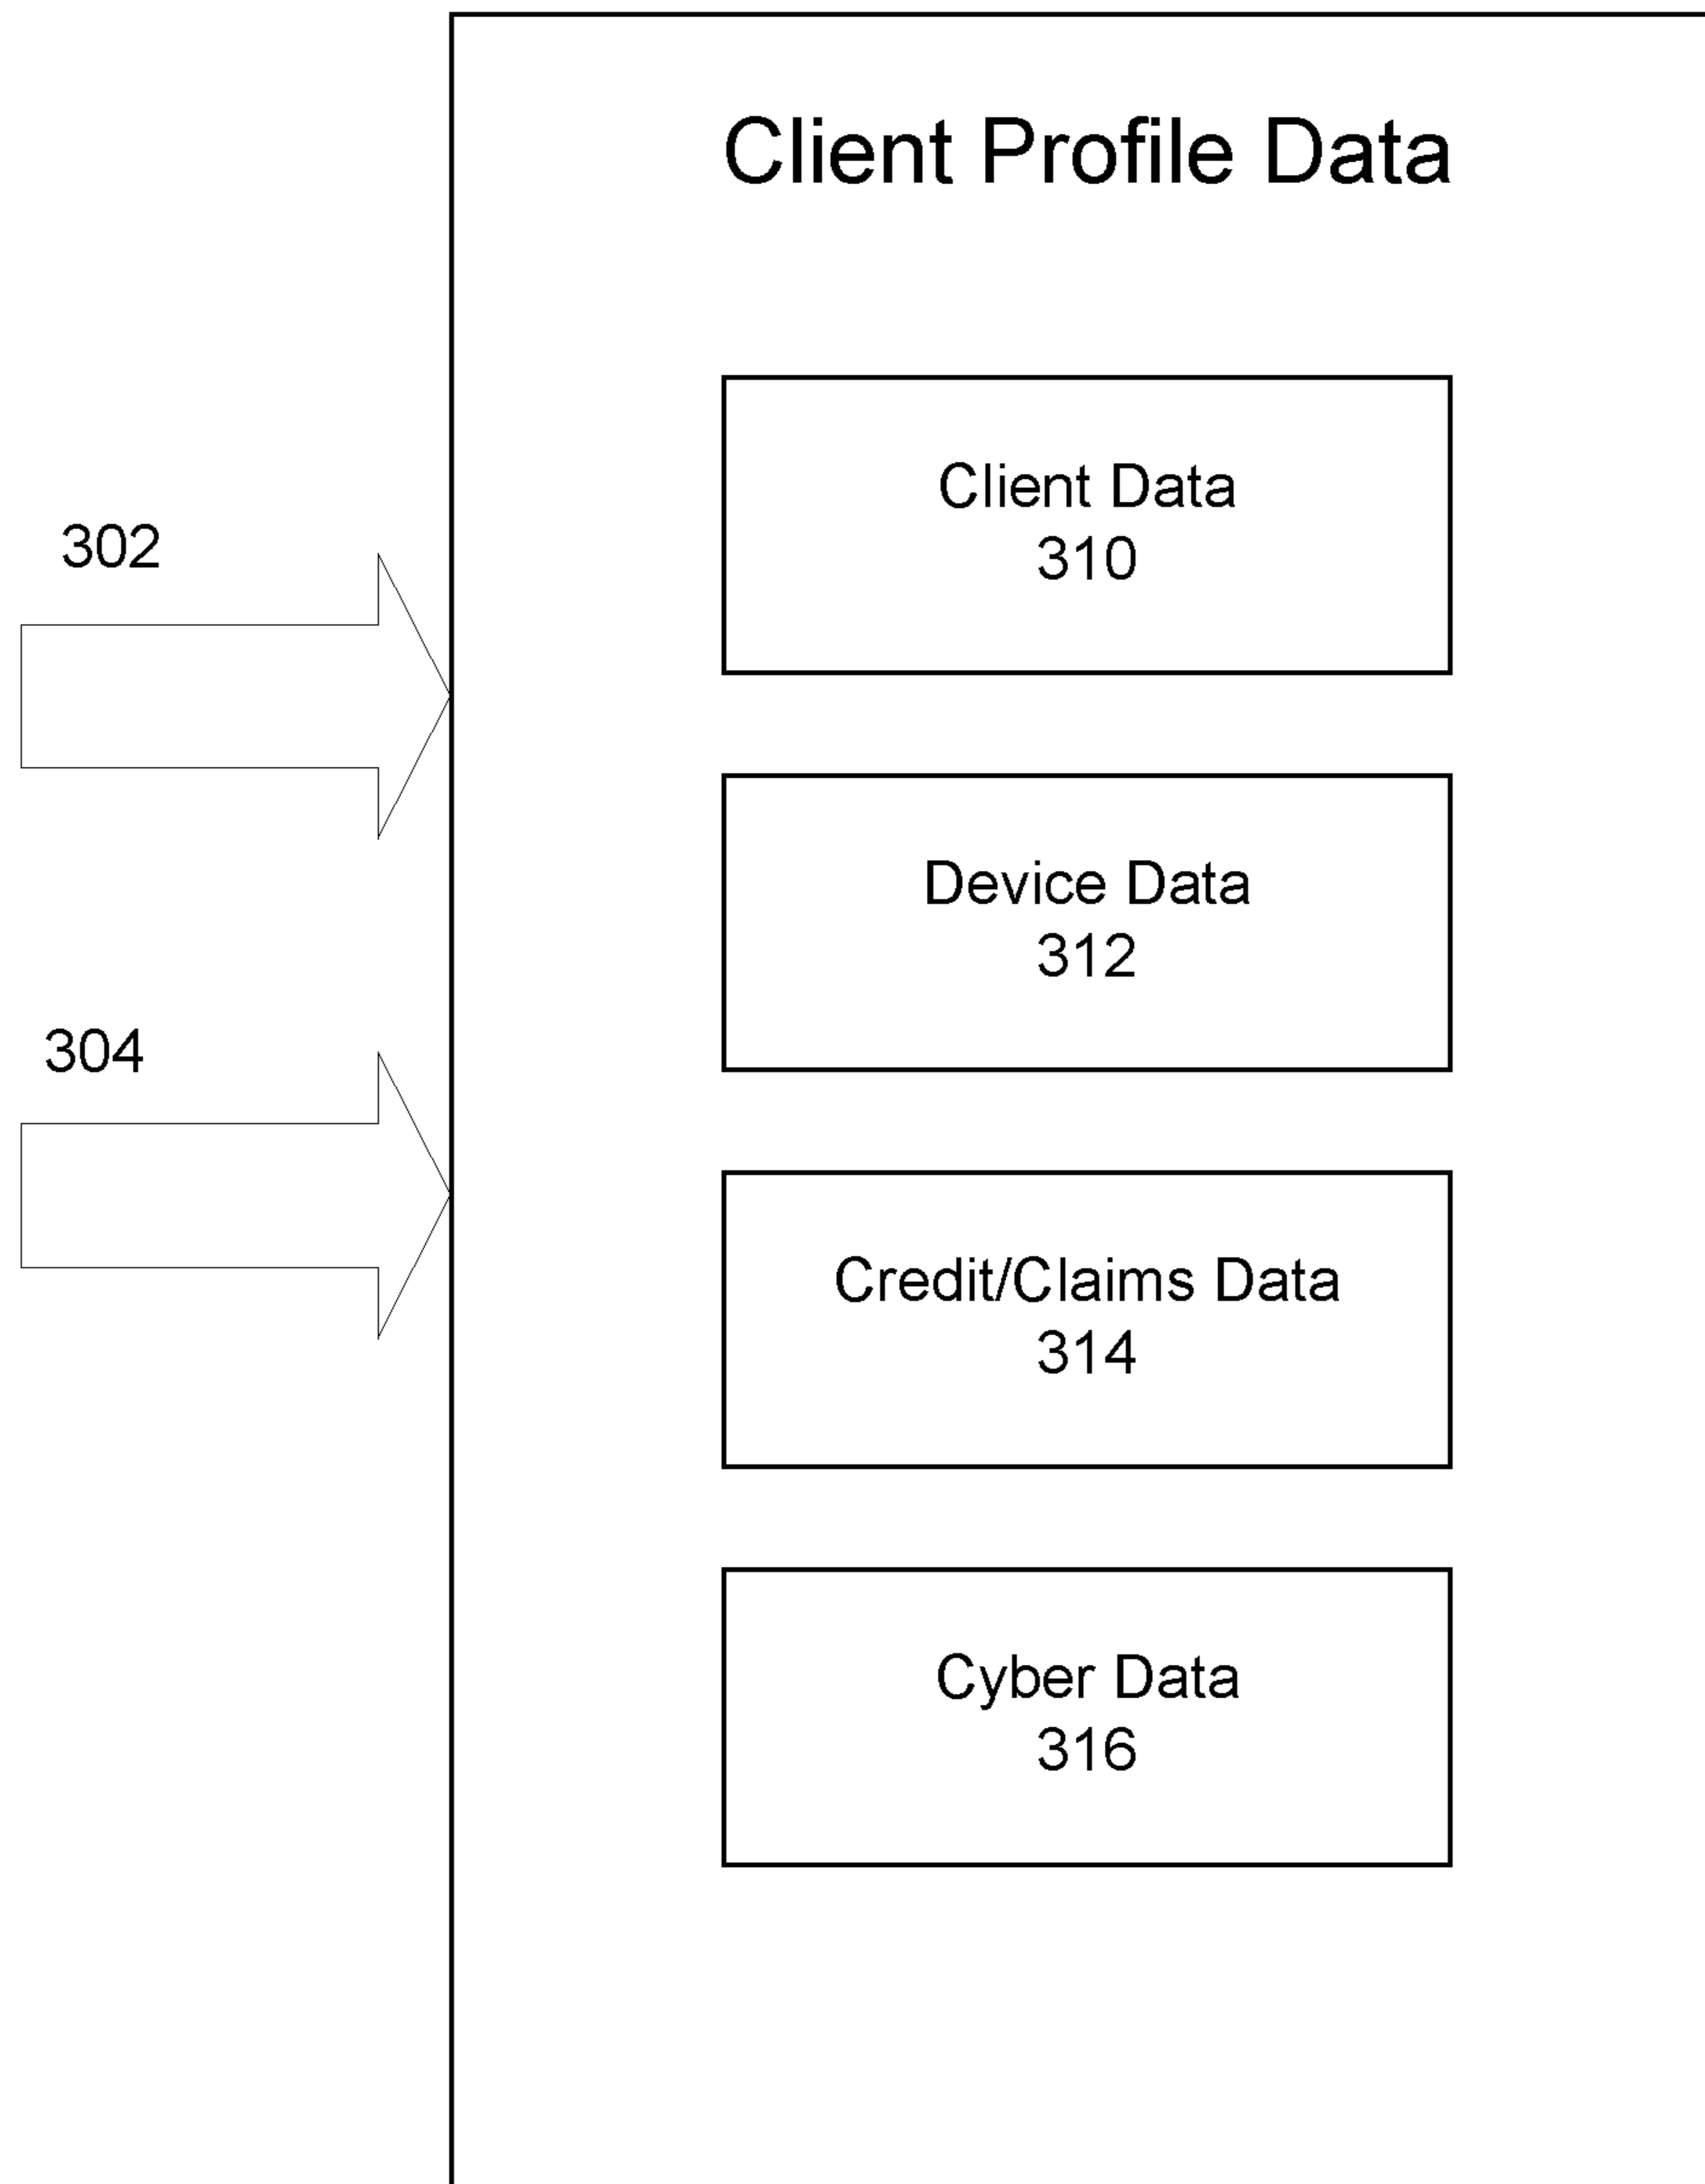 Client Profile Data
Client Data
310
302
Device Data
312
304
Credit/Claims Data
314
Cyber Data
316